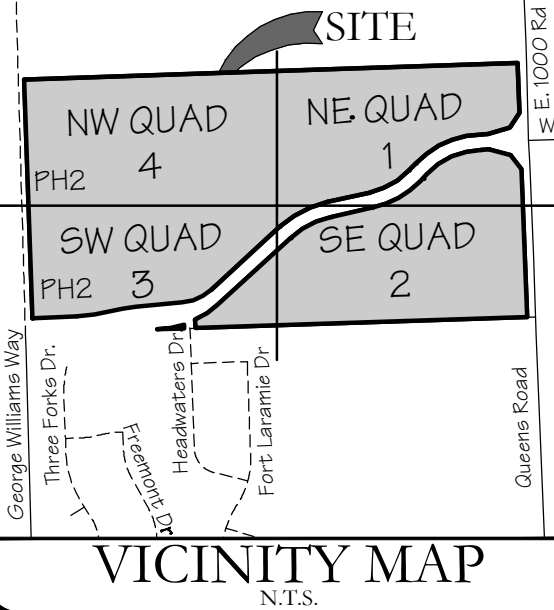 SITE
E. 1000 Rd
W
NW QUAD
4
PH2
NE. QUAD
1
SW QUAD
3
PH2
SE QUAD
2
George Williams Way
Three Forks Dr.
Freemont Dr
Headwaters Dr
Fort Laramie Dr
Queens Road
VICINITY MAP
N.T.S.